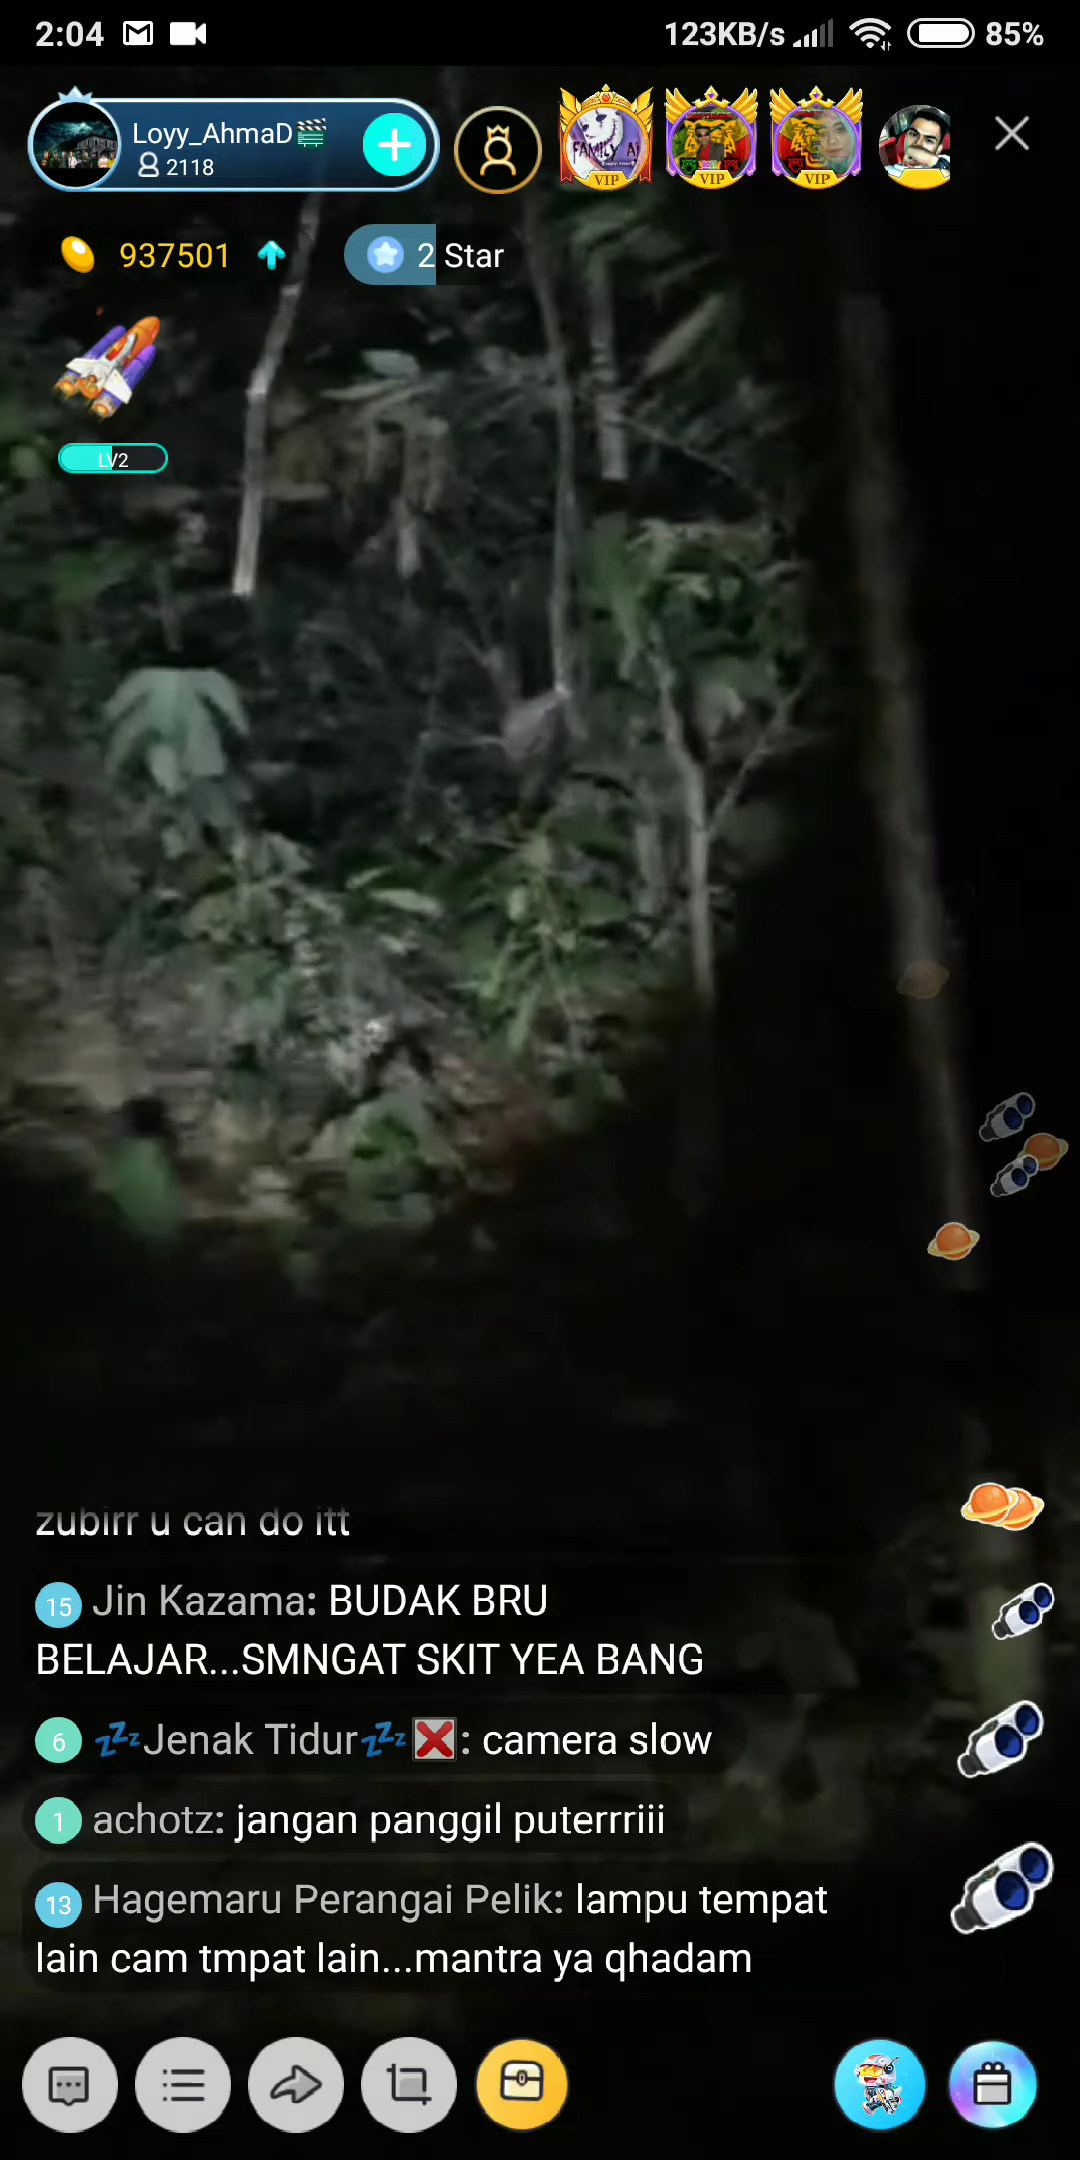 2:04 123KB/s 85%
Loyy_AhmaD
2118
FAMILY
VIP VIP VIP
937501 2 Star
LV2
zubirr u can do itt
15 Jin Kazama: BUDAK BRU
BELAJAR...SMNGAT SKIT YEA BANG
6 💤Jenak Tidur💤❌: camera slow
1 achotz: jangan panggil puterrriii
13 Hagemaru Perangai Pelik: lampu tempat
lain cam tmpat lain...mantra ya qhadam